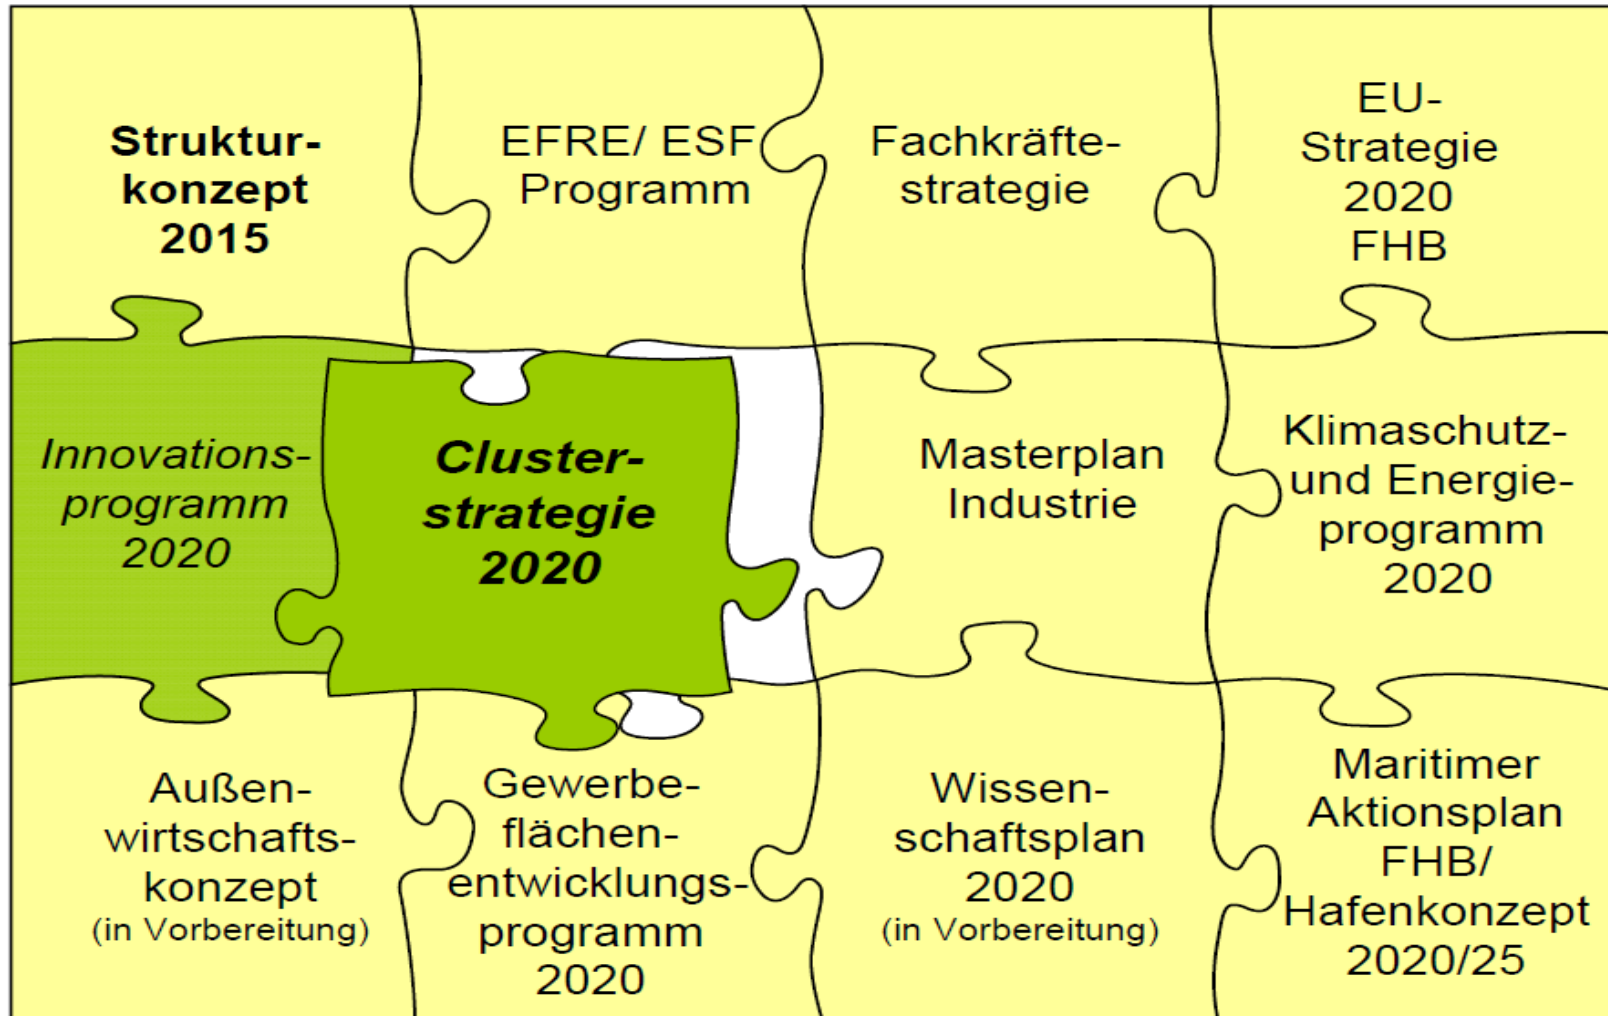 Struktur-
konzept
2015
EFRE/ ESF
Programm
Fachkräfte-
strategie
EU-
Strategie
2020
FHB
Innovations-
programm
2020
Cluster-
strategie
2020
Masterplan
Industrie
Klimaschutz-
und Energie-
programm
2020
Außen-
wirtschafts-
konzept
(in Vorbereitung)
Gewerbe-
flächen-
entwicklungs-
programm
2020
Wissen-
schaftsplan
2020
(in Vorbereitung)
Maritimer
Aktionsplan
FHB/
Hafenkonzept
2020/25